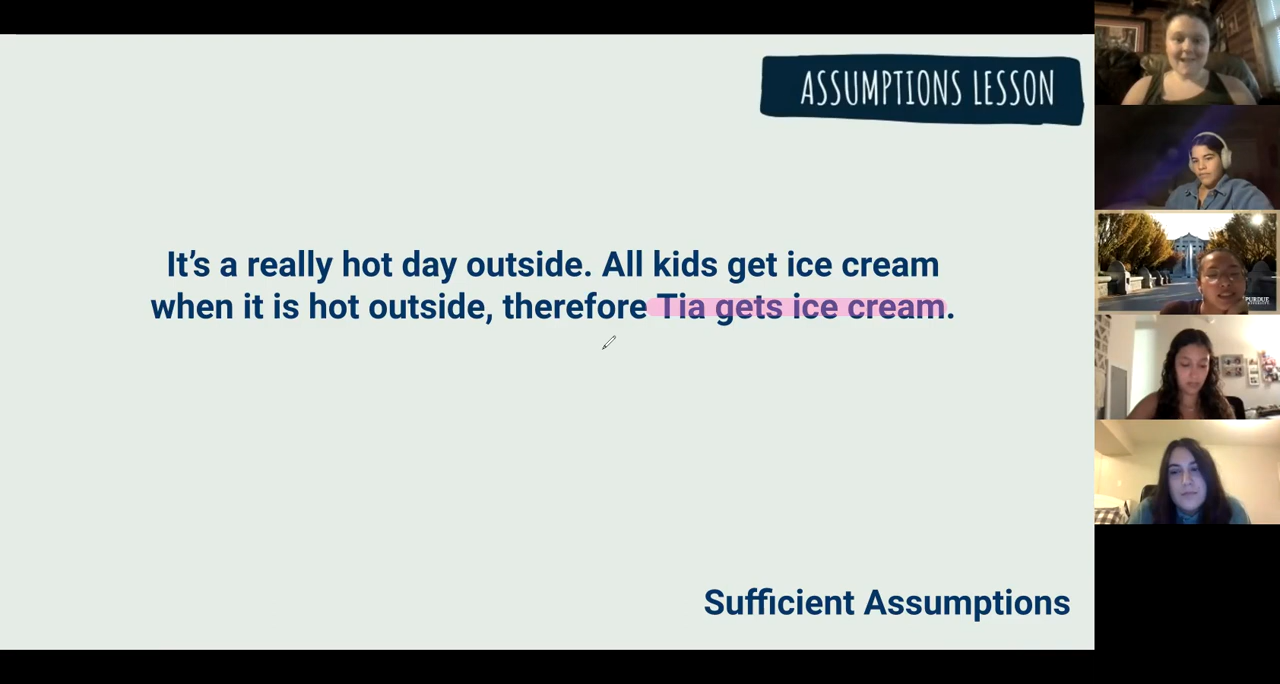 ASSUMPTIONS LESSON
It’s a really hot day outside. All kids get ice cream
when it is hot outside, therefore Tia gets ice cream.
PURDUE
Sufficient Assumptions